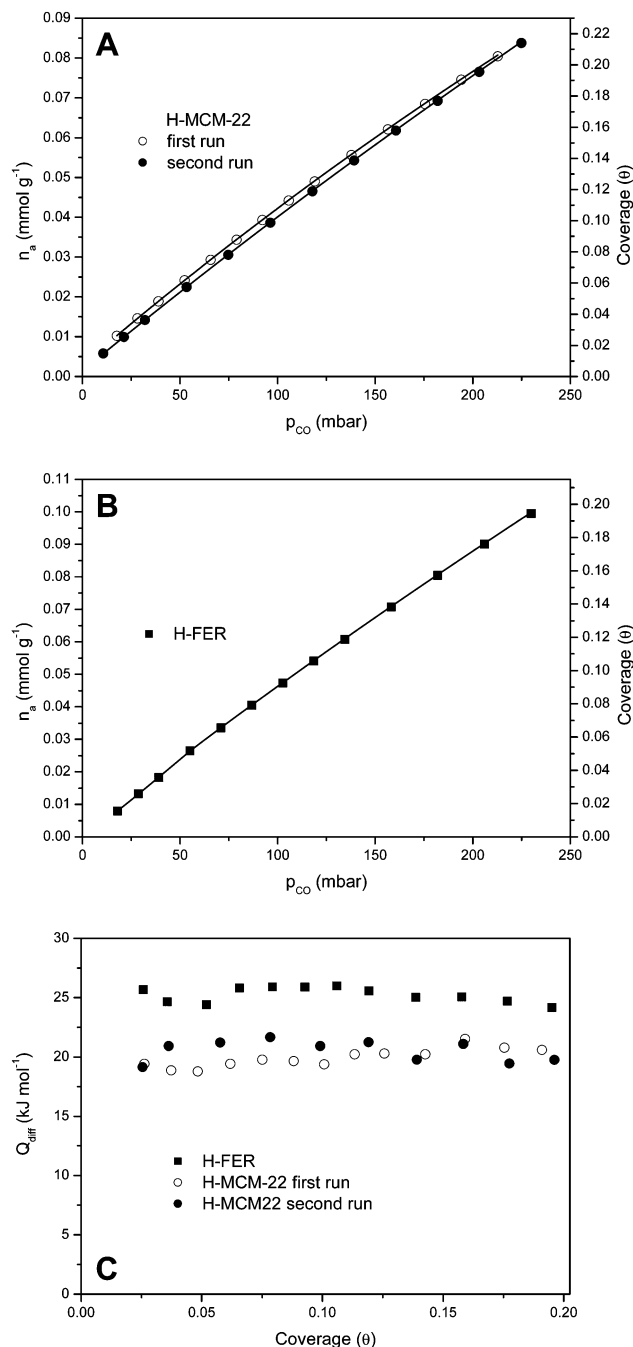 A
H-MCM-22
first run
second run
n_a (mmol g⁻¹)
0.09
0.08
0.07
0.06
0.05
0.04
0.03
0.02
0.01
0.00
Coverage (θ)
0.22
0.20
0.18
0.16
0.14
0.12
0.10
0.08
0.06
0.04
0.02
0.00
0 50 100 150 200 250
p_CO (mbar)
B
H-FER
n_a (mmol g⁻¹)
0.11
0.10
0.09
0.08
0.07
0.06
0.05
0.04
0.03
0.02
0.01
0.00
Coverage (θ)
0.20
0.18
0.16
0.14
0.12
0.10
0.08
0.06
0.04
0.02
0.00
0 50 100 150 200 250
p_CO (mbar)
Q_diff (kJ mol⁻¹)
30
25
20
15
10
5
0
H-FER
H-MCM-22 first run
H-MCM22 second run
C
0.00 0.05 0.10 0.15 0.20
Coverage (θ)